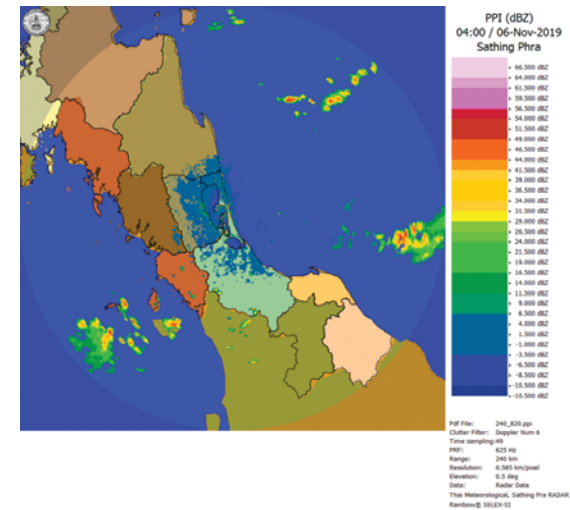 PPI (dBZ)
04:00 / 06-Nov-2019
Sathing Phra
66.500 dBZ
64.000 dBZ
61.500 dBZ
59.500 dBZ
56.500 dBZ
54.000 dBZ
51.500 dBZ
49.000 dBZ
46.500 dBZ
44.000 dBZ
41.500 dBZ
39.000 dBZ
36.500 dBZ
34.000 dBZ
31.500 dBZ
29.000 dBZ
26.500 dBZ
24.000 dBZ
21.500 dBZ
19.000 dBZ
16.500 dBZ
14.000 dBZ
11.500 dBZ
9.000 dBZ
6.500 dBZ
4.000 dBZ
1.500 dBZ
-1.000 dBZ
-3.500 dBZ
-6.500 dBZ
-8.500 dBZ
-10.500 dBZ
-10.500 dBZ
Pdf File: 240_820.ppi
Clutter Filter: Doppler Num 6
Time sampling:49
PRF: 625 Hz
Range: 240 km
Resolution: 0.585 km/pixel
Elevation: 0.5 deg
Data: Radar Data
Thai Meteorological, Sathing Pra RADAR
Rainbow® SELEX-SI